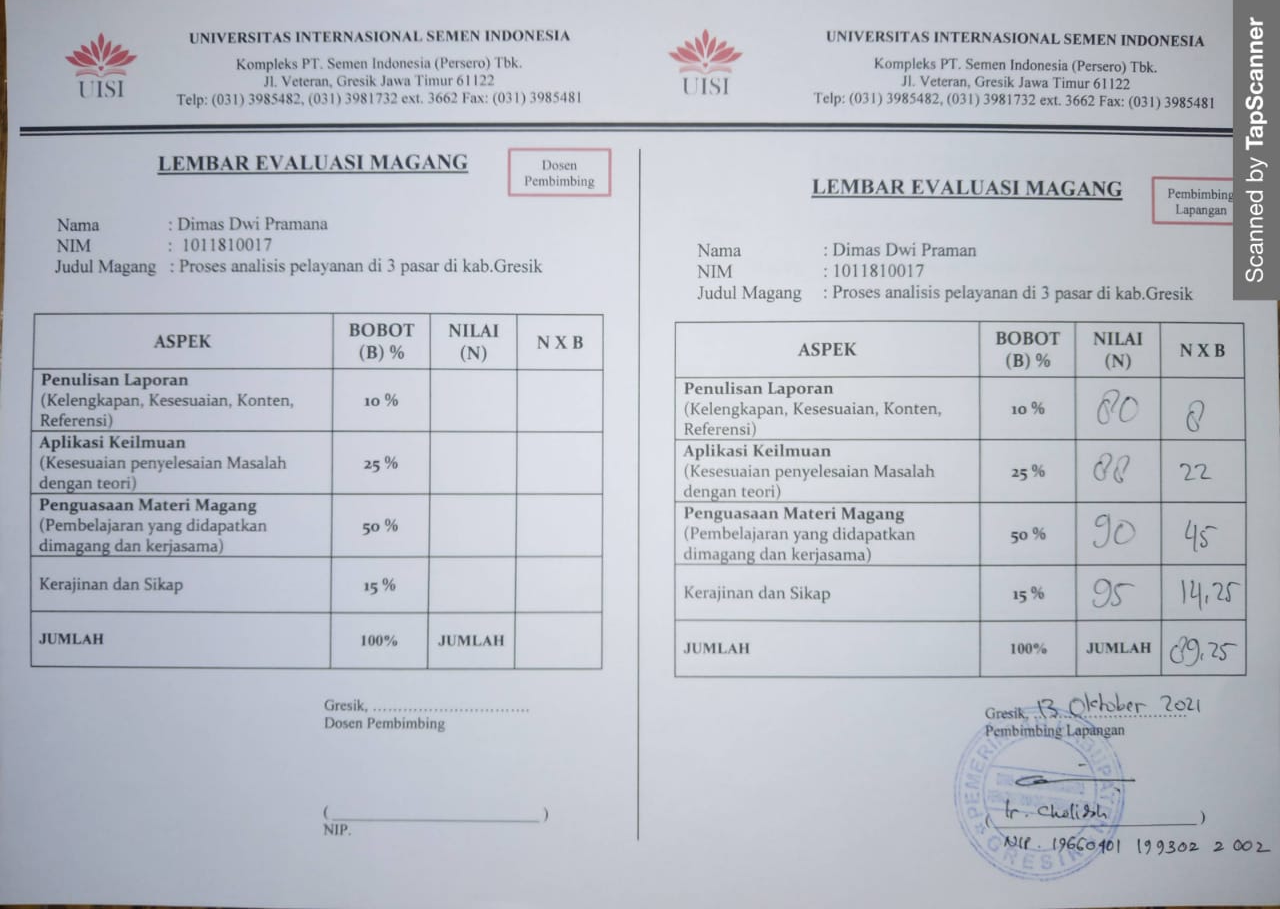 UISI
UNIVERSITAS INTERNASIONAL SEMEN INDONESIA
Kompleks PT. Semen Indonesia (Persero) Tbk.
Jl. Veteran, Gresik Jawa Timur 61122
Telp: (031) 3985482, (031) 3981732 ext. 3662 Fax: (031) 3985481
LEMBAR EVALUASI MAGANG
Dosen
Pembimbing
Nama : Dimas Dwi Pramana
NIM : 1011810017
Judul Magang : Proses analisis pelayanan di 3 pasar di kab.Gresik
ASPEK BOBOT (B) % NILAI (N) N X B
Penulisan Laporan
(Kelengkapan, Kesesuaian, Konten, 10 %
Referensi)
Aplikasi Keilmuan
(Kesesuaian penyelesaian Masalah 25 %
dengan teori)
Penguasaan Materi Magang
(Pembelajaran yang didapatkan 50 %
dimagang dan kerjasama)
Kerajinan dan Sikap 15 %
JUMLAH 100% JUMLAH
Gresik, ................................
Dosen Pembimbing
(____________________)
NIP.
UISI
UNIVERSITAS INTERNASIONAL SEMEN INDONESIA
Kompleks PT. Semen Indonesia (Persero) Tbk.
Jl. Veteran, Gresik Jawa Timur 61122
Telp: (031) 3985482, (031) 3981732 ext. 3662 Fax: (031) 3985481
LEMBAR EVALUASI MAGANG
Pembimbing
Lapangan
Nama : Dimas Dwi Praman
NIM : 1011810017
Judul Magang : Proses analisis pelayanan di 3 pasar di kab.Gresik
ASPEK BOBOT (B) % NILAI (N) N X B
Penulisan Laporan
(Kelengkapan, Kesesuaian, Konten, 10 % 80 8
Referensi)
Aplikasi Keilmuan
(Kesesuaian penyelesaian Masalah 25 % 88 22
dengan teori)
Penguasaan Materi Magang
(Pembelajaran yang didapatkan 50 % 90 45
dimagang dan kerjasama)
Kerajinan dan Sikap 15 % 95 14,25
JUMLAH 100% JUMLAH 89,25
Gresik, 13 Oktober 2021
Pembimbing Lapangan
PEMERINTAH KABUPATEN
GRESIK
(Ir. Cholidah)
NIP. 19660401 199302 2 002
Scanned by TapScanner